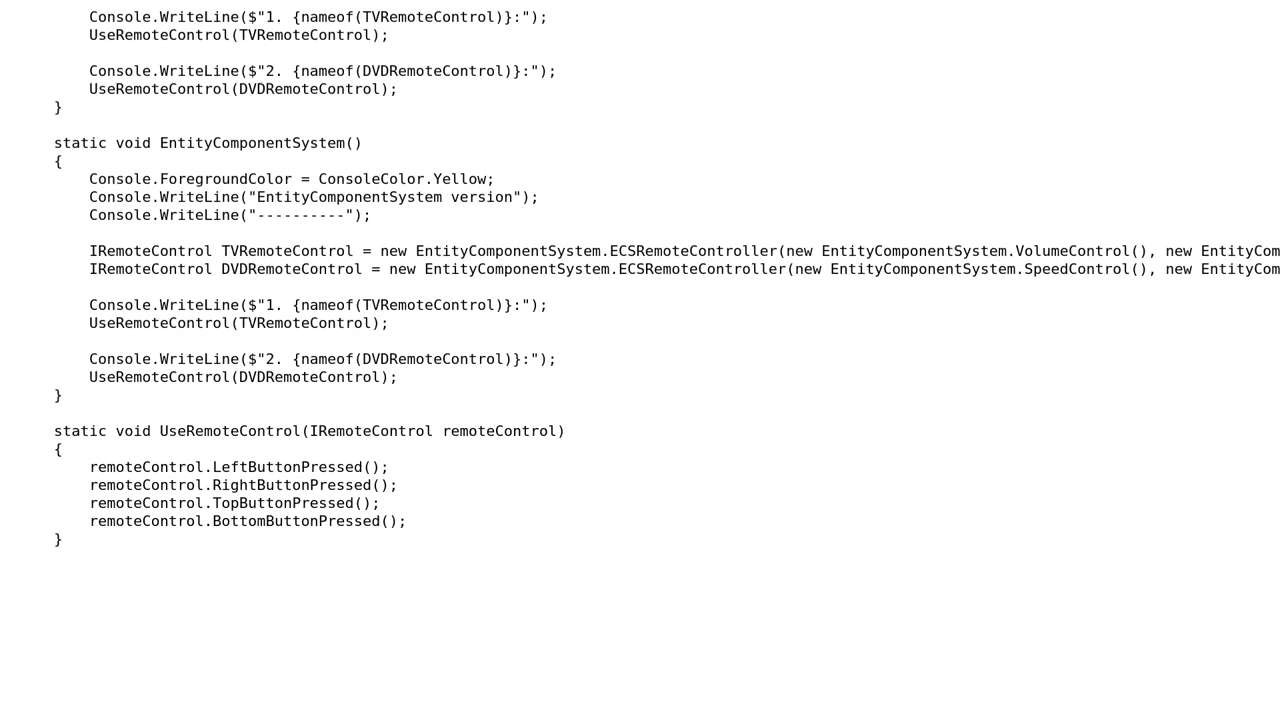 Console.WriteLine($"1. {nameof(TVRemoteControl)}:");
UseRemoteControl(TVRemoteControl);
Console.WriteLine($"2. {nameof(DVDRemoteControl)}:");
UseRemoteControl(DVDRemoteControl);
}
static void EntityComponentSystem()
{
Console.ForegroundColor = ConsoleColor.Yellow;
Console.WriteLine("EntityComponentSystem version");
Console.WriteLine("----------");
IRemoteControl TVRemoteControl = new EntityComponentSystem.ECSRemoteController(new EntityComponentSystem.VolumeControl(), new EntityCom
IRemoteControl DVDRemoteControl = new EntityComponentSystem.ECSRemoteController(new EntityComponentSystem.SpeedControl(), new EntityCom
Console.WriteLine($"1. {nameof(TVRemoteControl)}:");
UseRemoteControl(TVRemoteControl);
Console.WriteLine($"2. {nameof(DVDRemoteControl)}:");
UseRemoteControl(DVDRemoteControl);
}
static void UseRemoteControl(IRemoteControl remoteControl)
{
remoteControl.LeftButtonPressed();
remoteControl.RightButtonPressed();
remoteControl.TopButtonPressed();
remoteControl.BottomButtonPressed();
}